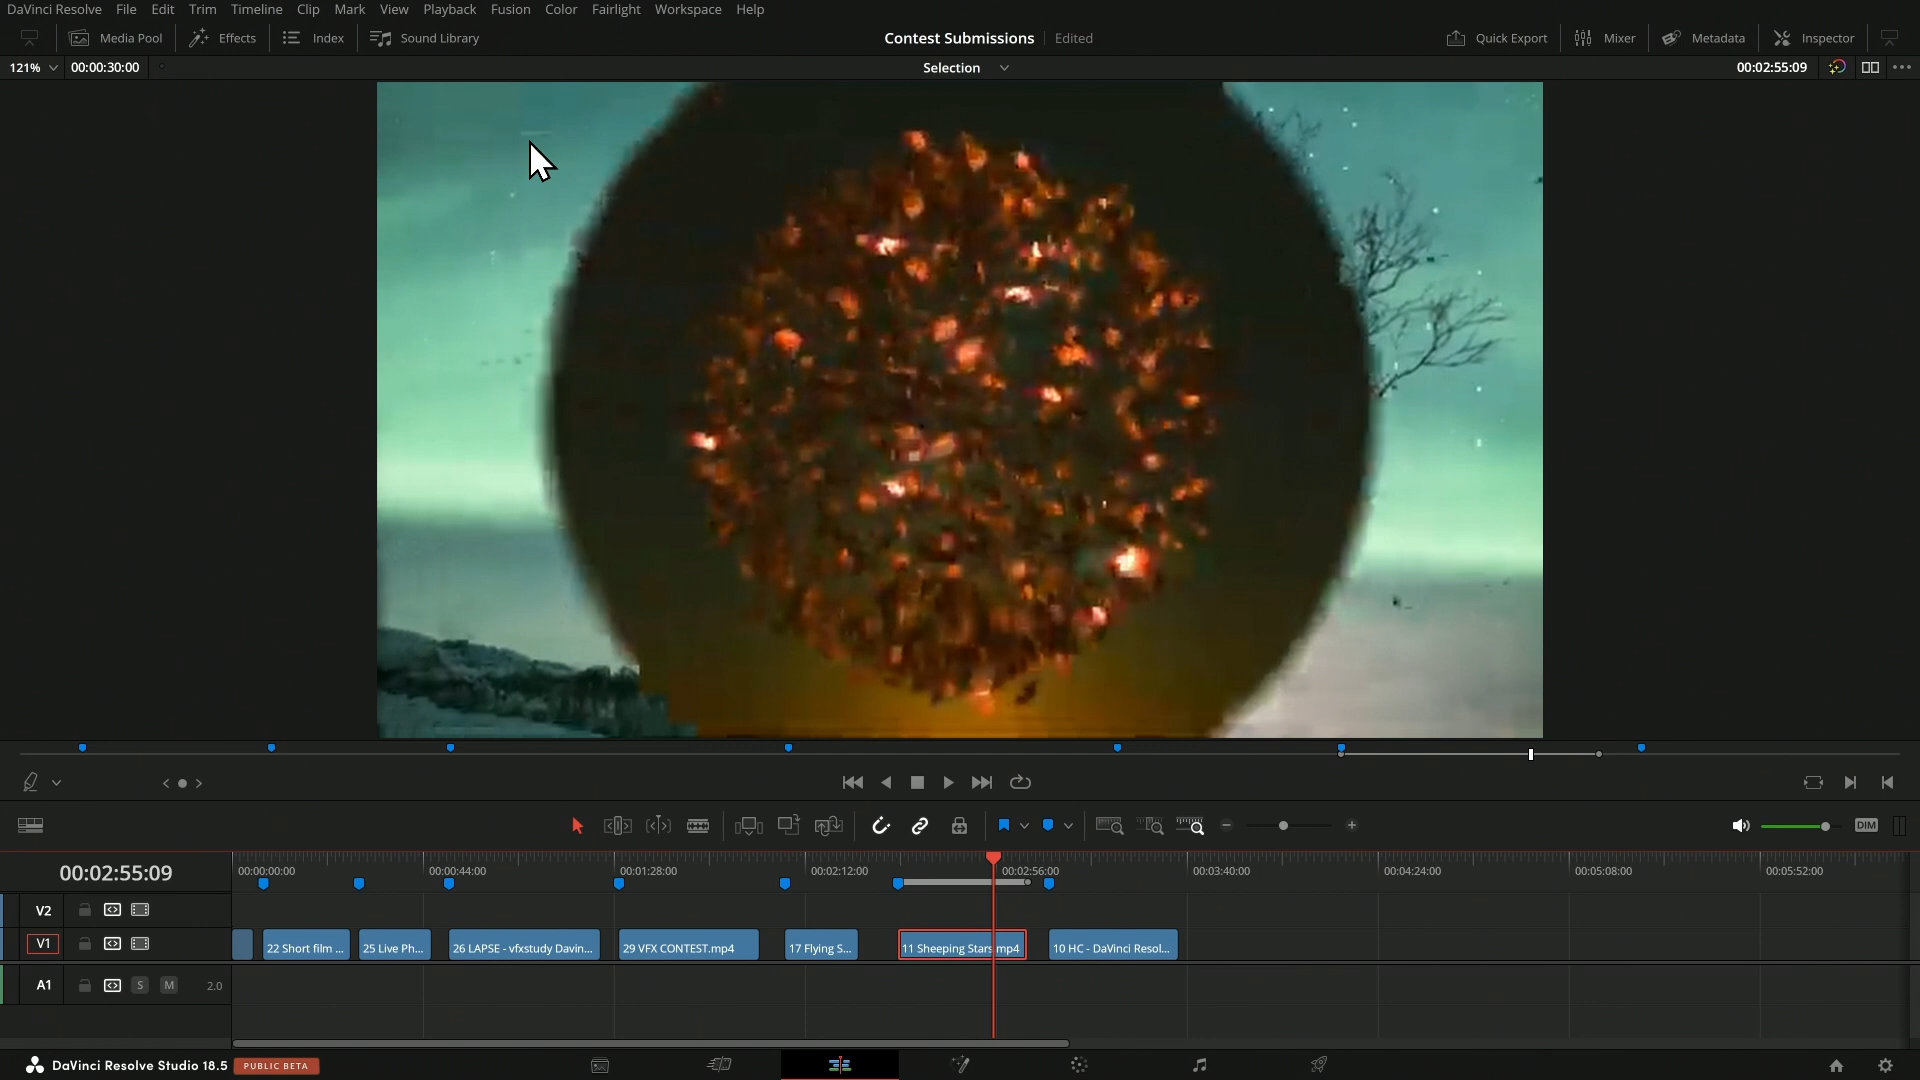 DaVinci Resolve File Edit Trim Timeline Clip Mark View Playback Fusion Color Fairlight Workspace Help
Media Pool Effects Index Sound Library Contest Submissions Edited Quick Export Mixer Metadata Inspector
121% 00:00:30:00 Selection 00:02:55:09
DIM
00:02:55:09 00:00:00:00 00:00:44:00 00:01:28:00 00:02:12:00 00:02:56:00 00:03:40:00 00:04:24:00 00:05:08:00 00:05:52:00
V2
V1 22 Short film ... 25 Live Ph... 26 LAPSE - vfxstudy Davin... 29 VFX CONTEST.mp4 17 Flying S... 11 Sheeping Stars.mp4 10 HC - DaVinci Resol...
A1 S M 2.0
DaVinci Resolve Studio 18.5 PUBLIC BETA